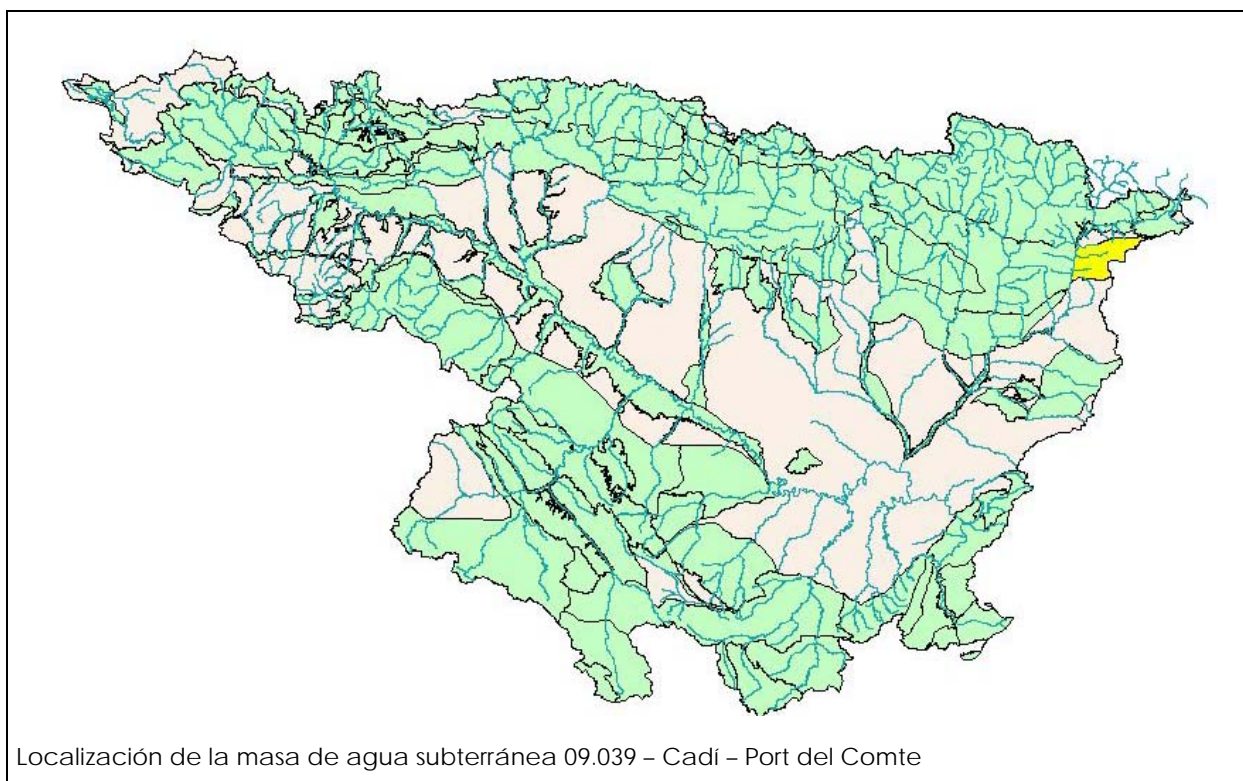 Localización de la masa de agua subterránea 09.039 – Cadí – Port del Comte